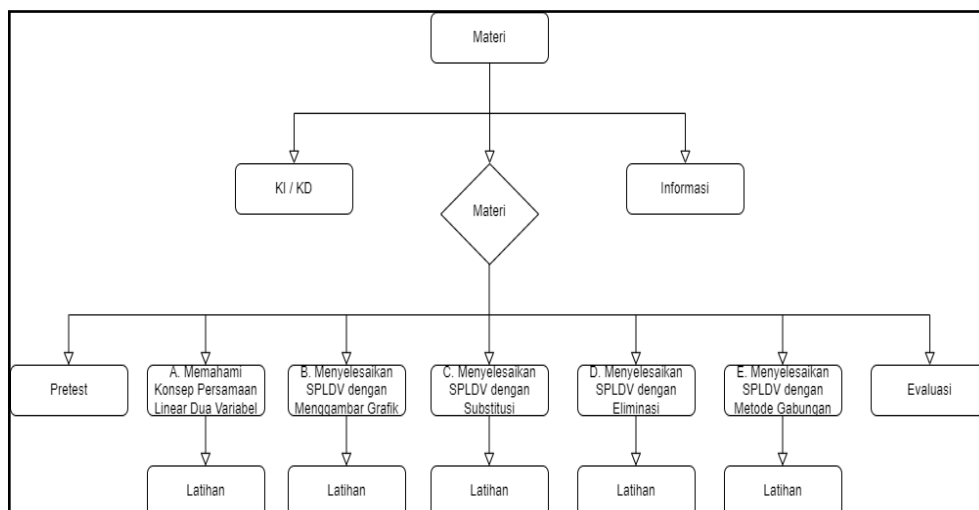 Materi
KI / KD
Materi
Informasi
Pretest
A. Memahami
Konsep Persamaan
Linear Dua Variabel
B. Menyelesaikan
SPLDV dengan
Menggambar Grafik
C. Menyelesaikan
SPLDV dengan
Substitusi
D. Menyelesaikan
SPLDV dengan
Eliminasi
E. Menyelesaikan
SPLDV dengan
Metode Gabungan
Evaluasi
Latihan
Latihan
Latihan
Latihan
Latihan